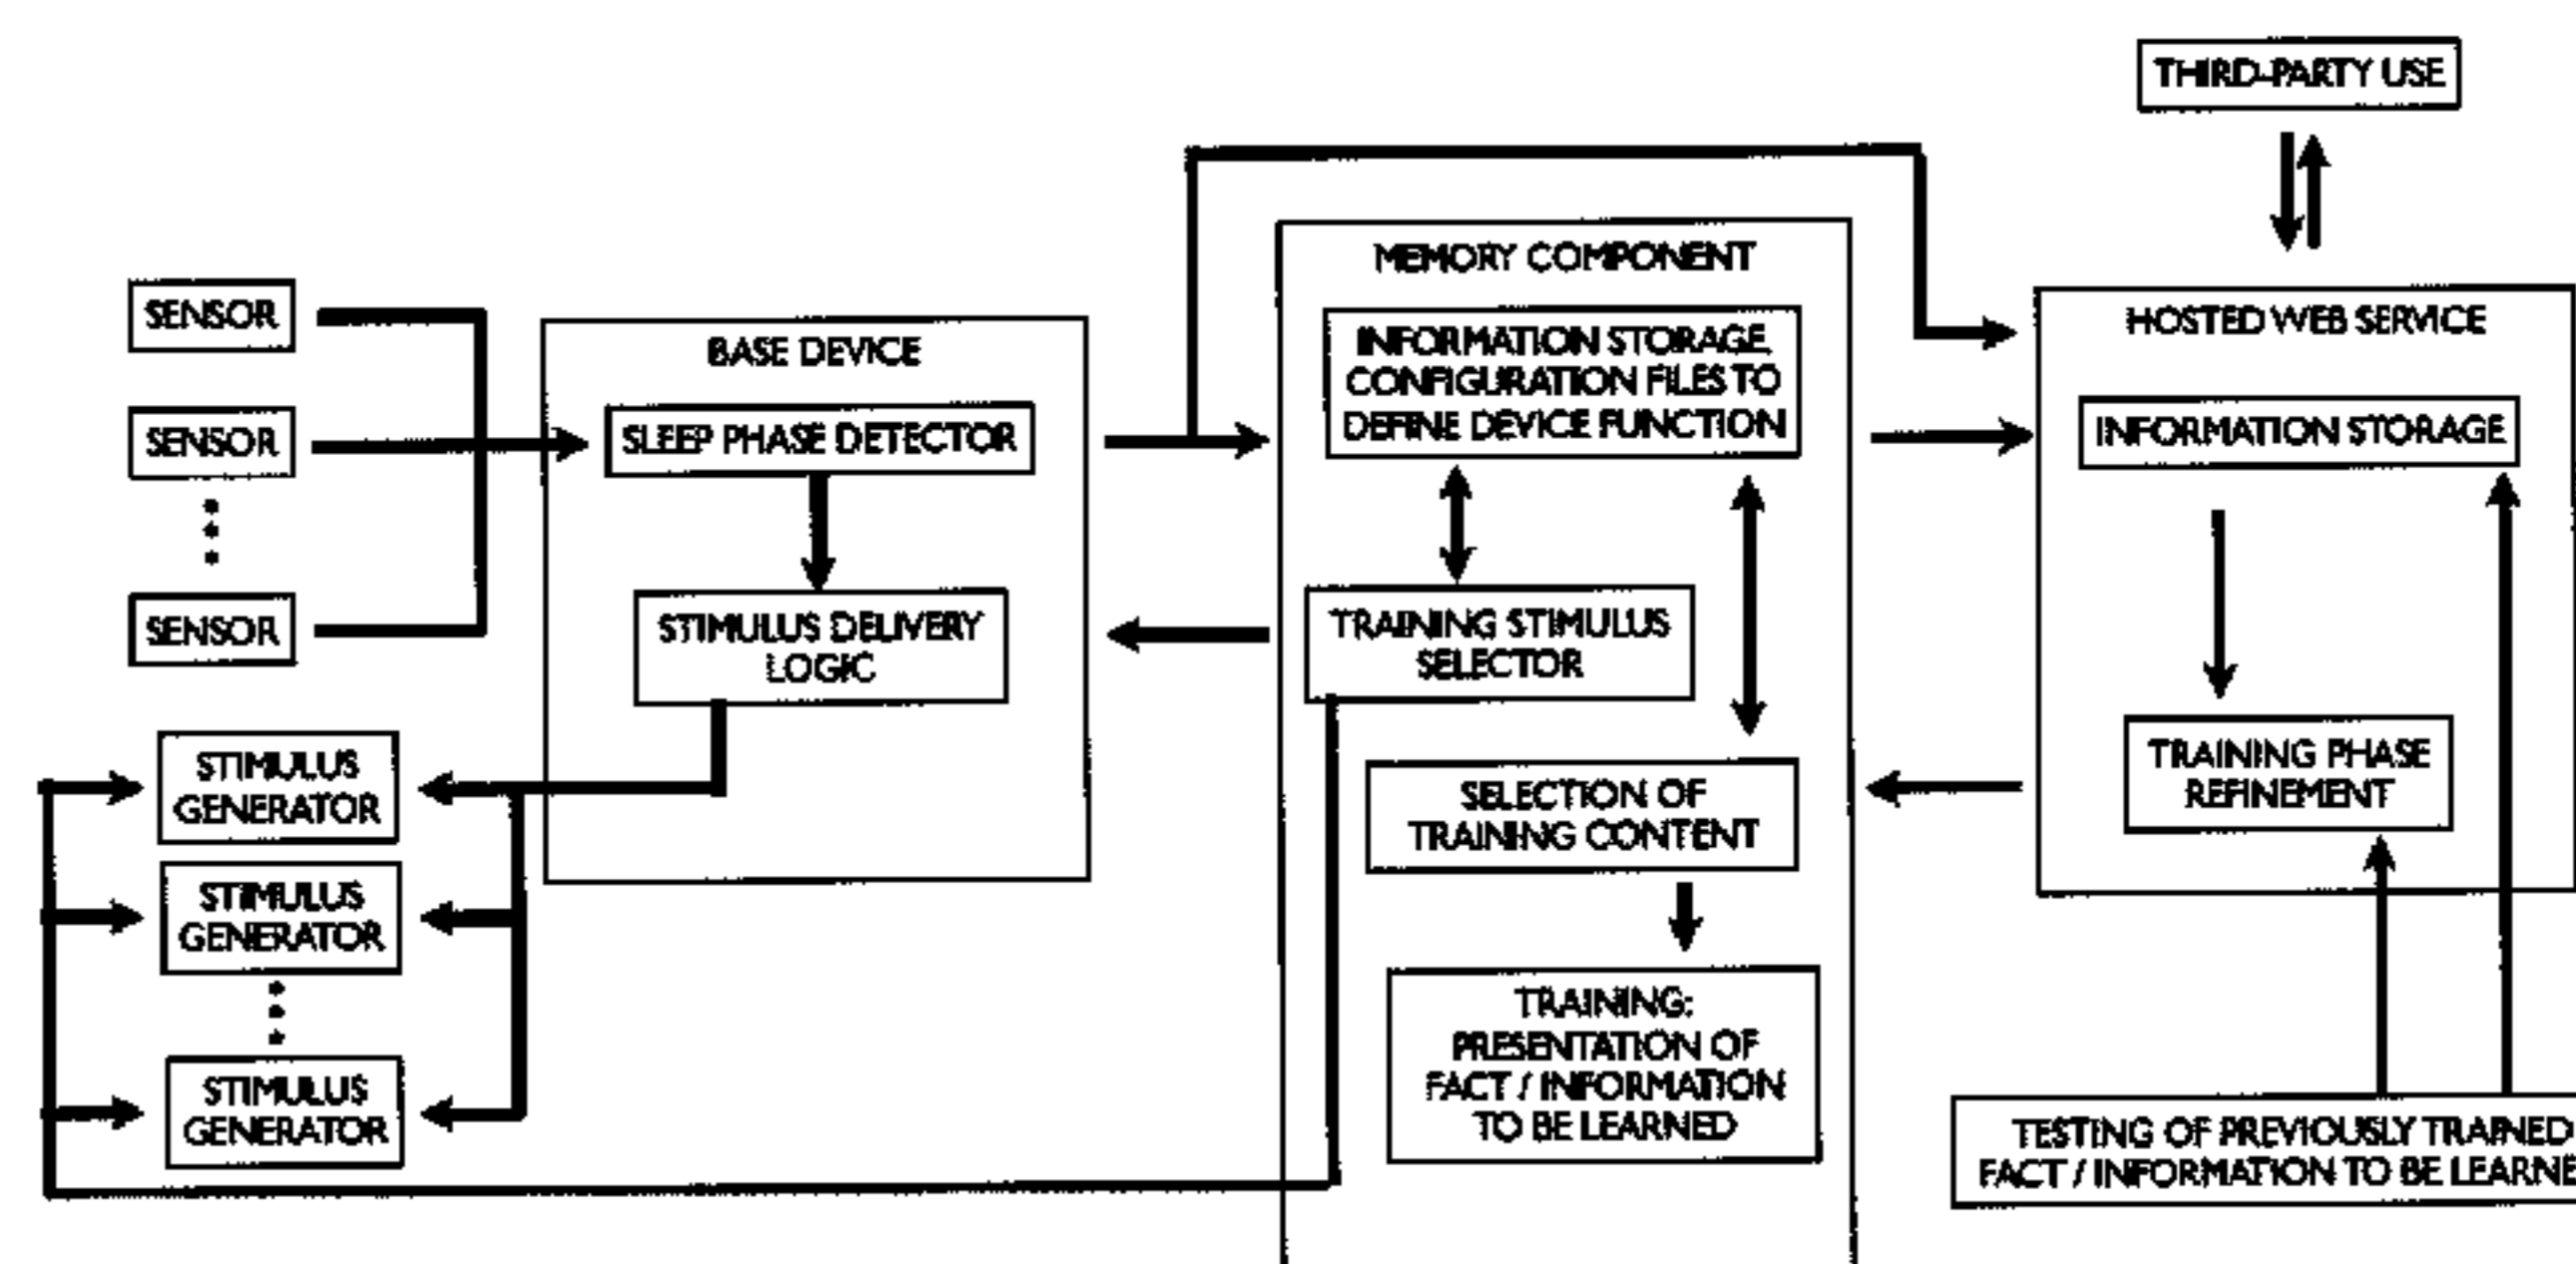 THIRD-PARTY USE
MEMORY COMPONENT
HOSTED WEB SERVICE
SENSOR
SENSOR
SENSOR
BASE DEVICE
SLEEP PHASE DETECTOR
STIMULUS DELIVERY
LOGIC
INFORMATION STORAGE
CONFIGURATION FILES TO
DEFINE DEVICE FUNCTION
TRAINING STIMULUS
SELECTOR
SELECTION OF
TRAINING CONTENT
TRAINING:
PRESENTATION OF
FACT / INFORMATION
TO BE LEARNED
INFORMATION STORAGE
TRAINING PHASE
REFINEMENT
STIMULUS
GENERATOR
STIMULUS
GENERATOR
STIMULUS
GENERATOR
TESTING OF PREVIOUSLY TRAINED
FACT / INFORMATION TO BE LEARNE